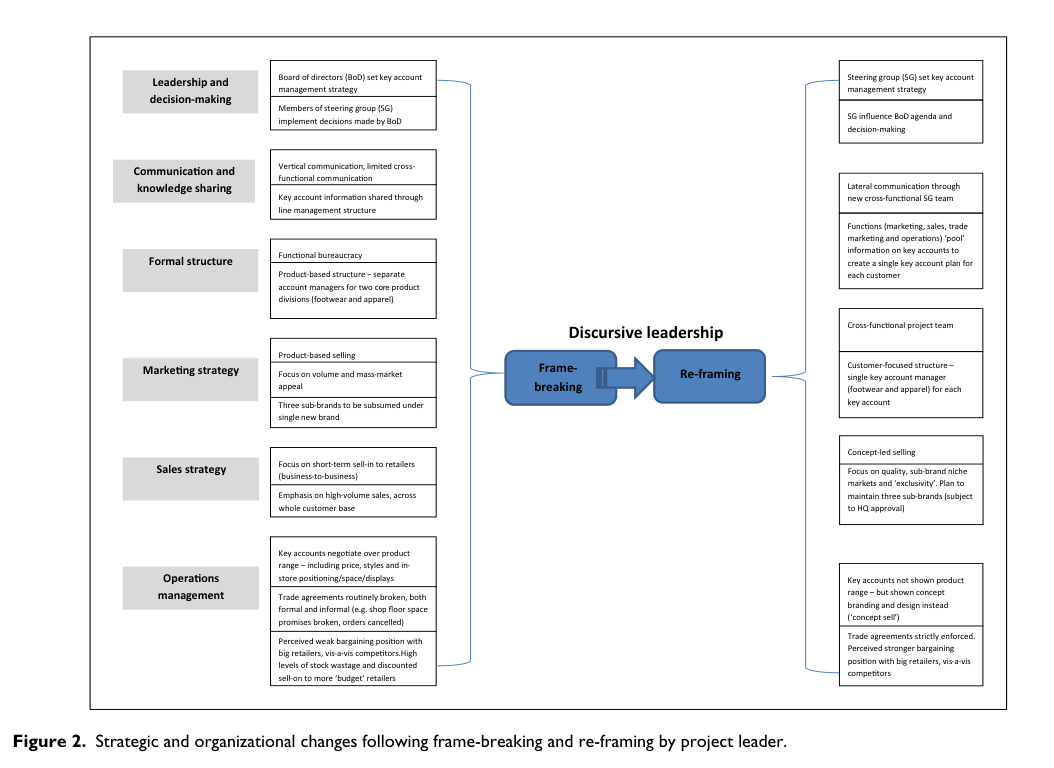 Leadership and
decision-making
Board of directors (BoD) set key account
management strategy
Members of steering group (SG)
implement decisions made by BoD
Communication and
knowledge sharing
Vertical communication, limited cross-
functional communication
Key account information shared through
line management structure
Formal structure
Functional bureaucracy
Product-based structure – separate
account managers for two core product
divisions (footwear and apparel)
Marketing strategy
Product-based selling
Focus on volume and mass-market
appeal
Three sub-brands to be subsumed under
single new brand
Sales strategy
Focus on short-term sell-in to retailers
(business-to-business)
Emphasis on high-volume sales, across
whole customer base
Operations
management
Key accounts negotiate over product
range – including price, styles and in-
store positioning/space/displays
Trade agreements routinely broken, both
formal and informal (e.g. shop floor space
promises broken, orders cancelled)
Perceived weak bargaining position with
big retailers, vis-a-vis competitors.High
levels of stock wastage and discounted
sell-on to more ‘budget’ retailers
Discursive leadership
Frame-
breaking
Re-framing
Steering group (SG) set key account
management strategy
SG influence BoD agenda and
decision-making
Lateral communication through
new cross-functional SG team
Functions (marketing, sales, trade
marketing and operations) ‘pool’
information on key accounts to
create a single key account plan for
each customer
Cross-functional project team
Customer-focused structure –
single key account manager
(footwear and apparel) for each
key account
Concept-led selling
Focus on quality, sub-brand niche
markets and ‘exclusivity’. Plan to
maintain three sub-brands (subject
to HQ approval)
Key accounts not shown product
range – but shown concept
branding and design instead
(‘concept sell’)
Trade agreements strictly enforced.
Perceived stronger bargaining
position with big retailers, vis-a-vis
competitors
Figure 2. Strategic and organizational changes following frame-breaking and re-framing by project leader.